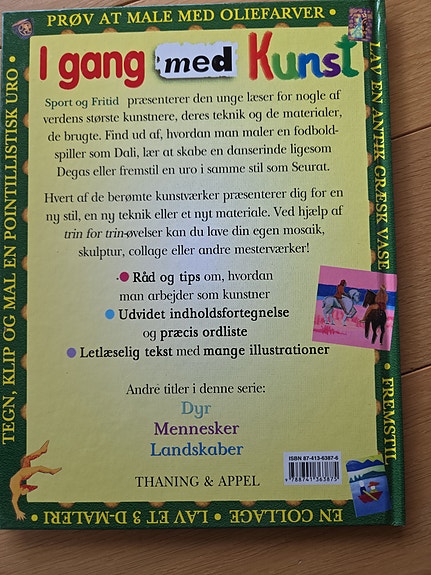 PRØV AT MALE MED OLIEFARVER •
I gang med Kunst
Sport og Fritid præsenterer den unge læser for nogle af
verdens største kunstnere, deres teknik og de materialer,
de brugte. Find ud af, hvordan man maler en fodbold-
spiller som Dali, lær at skabe en danserinde ligesom
Degas eller fremstil en uro i samme stil som Seurat.
Hvert af de berømte kunstværker præsenterer dig for en
ny stil, en ny teknik eller et nyt materiale. Ved hjælp af
trin for trin-øvelser kan du lave din egen mosaik,
skulptur, collage eller andre mesterværker!
• Råd og tips om, hvordan
man arbejder som kunstner
• Udvidet indholdsfortegnelse
og præcis ordliste
• Letlæselig tekst med mange illustrationer
Andre titler i denne serie:
Dyr
Mennesker
Landskaber
THANING & APPEL
ISBN 87-413-6387-6
9 788741 363875
LAV EN ANTIK GRÆSK VASE • FREMSTIL
EN COLLAGE • LAV ET 3 D-MALERI •
TEGN, KLIP OG MAL EN POINTILLISTISK URO •